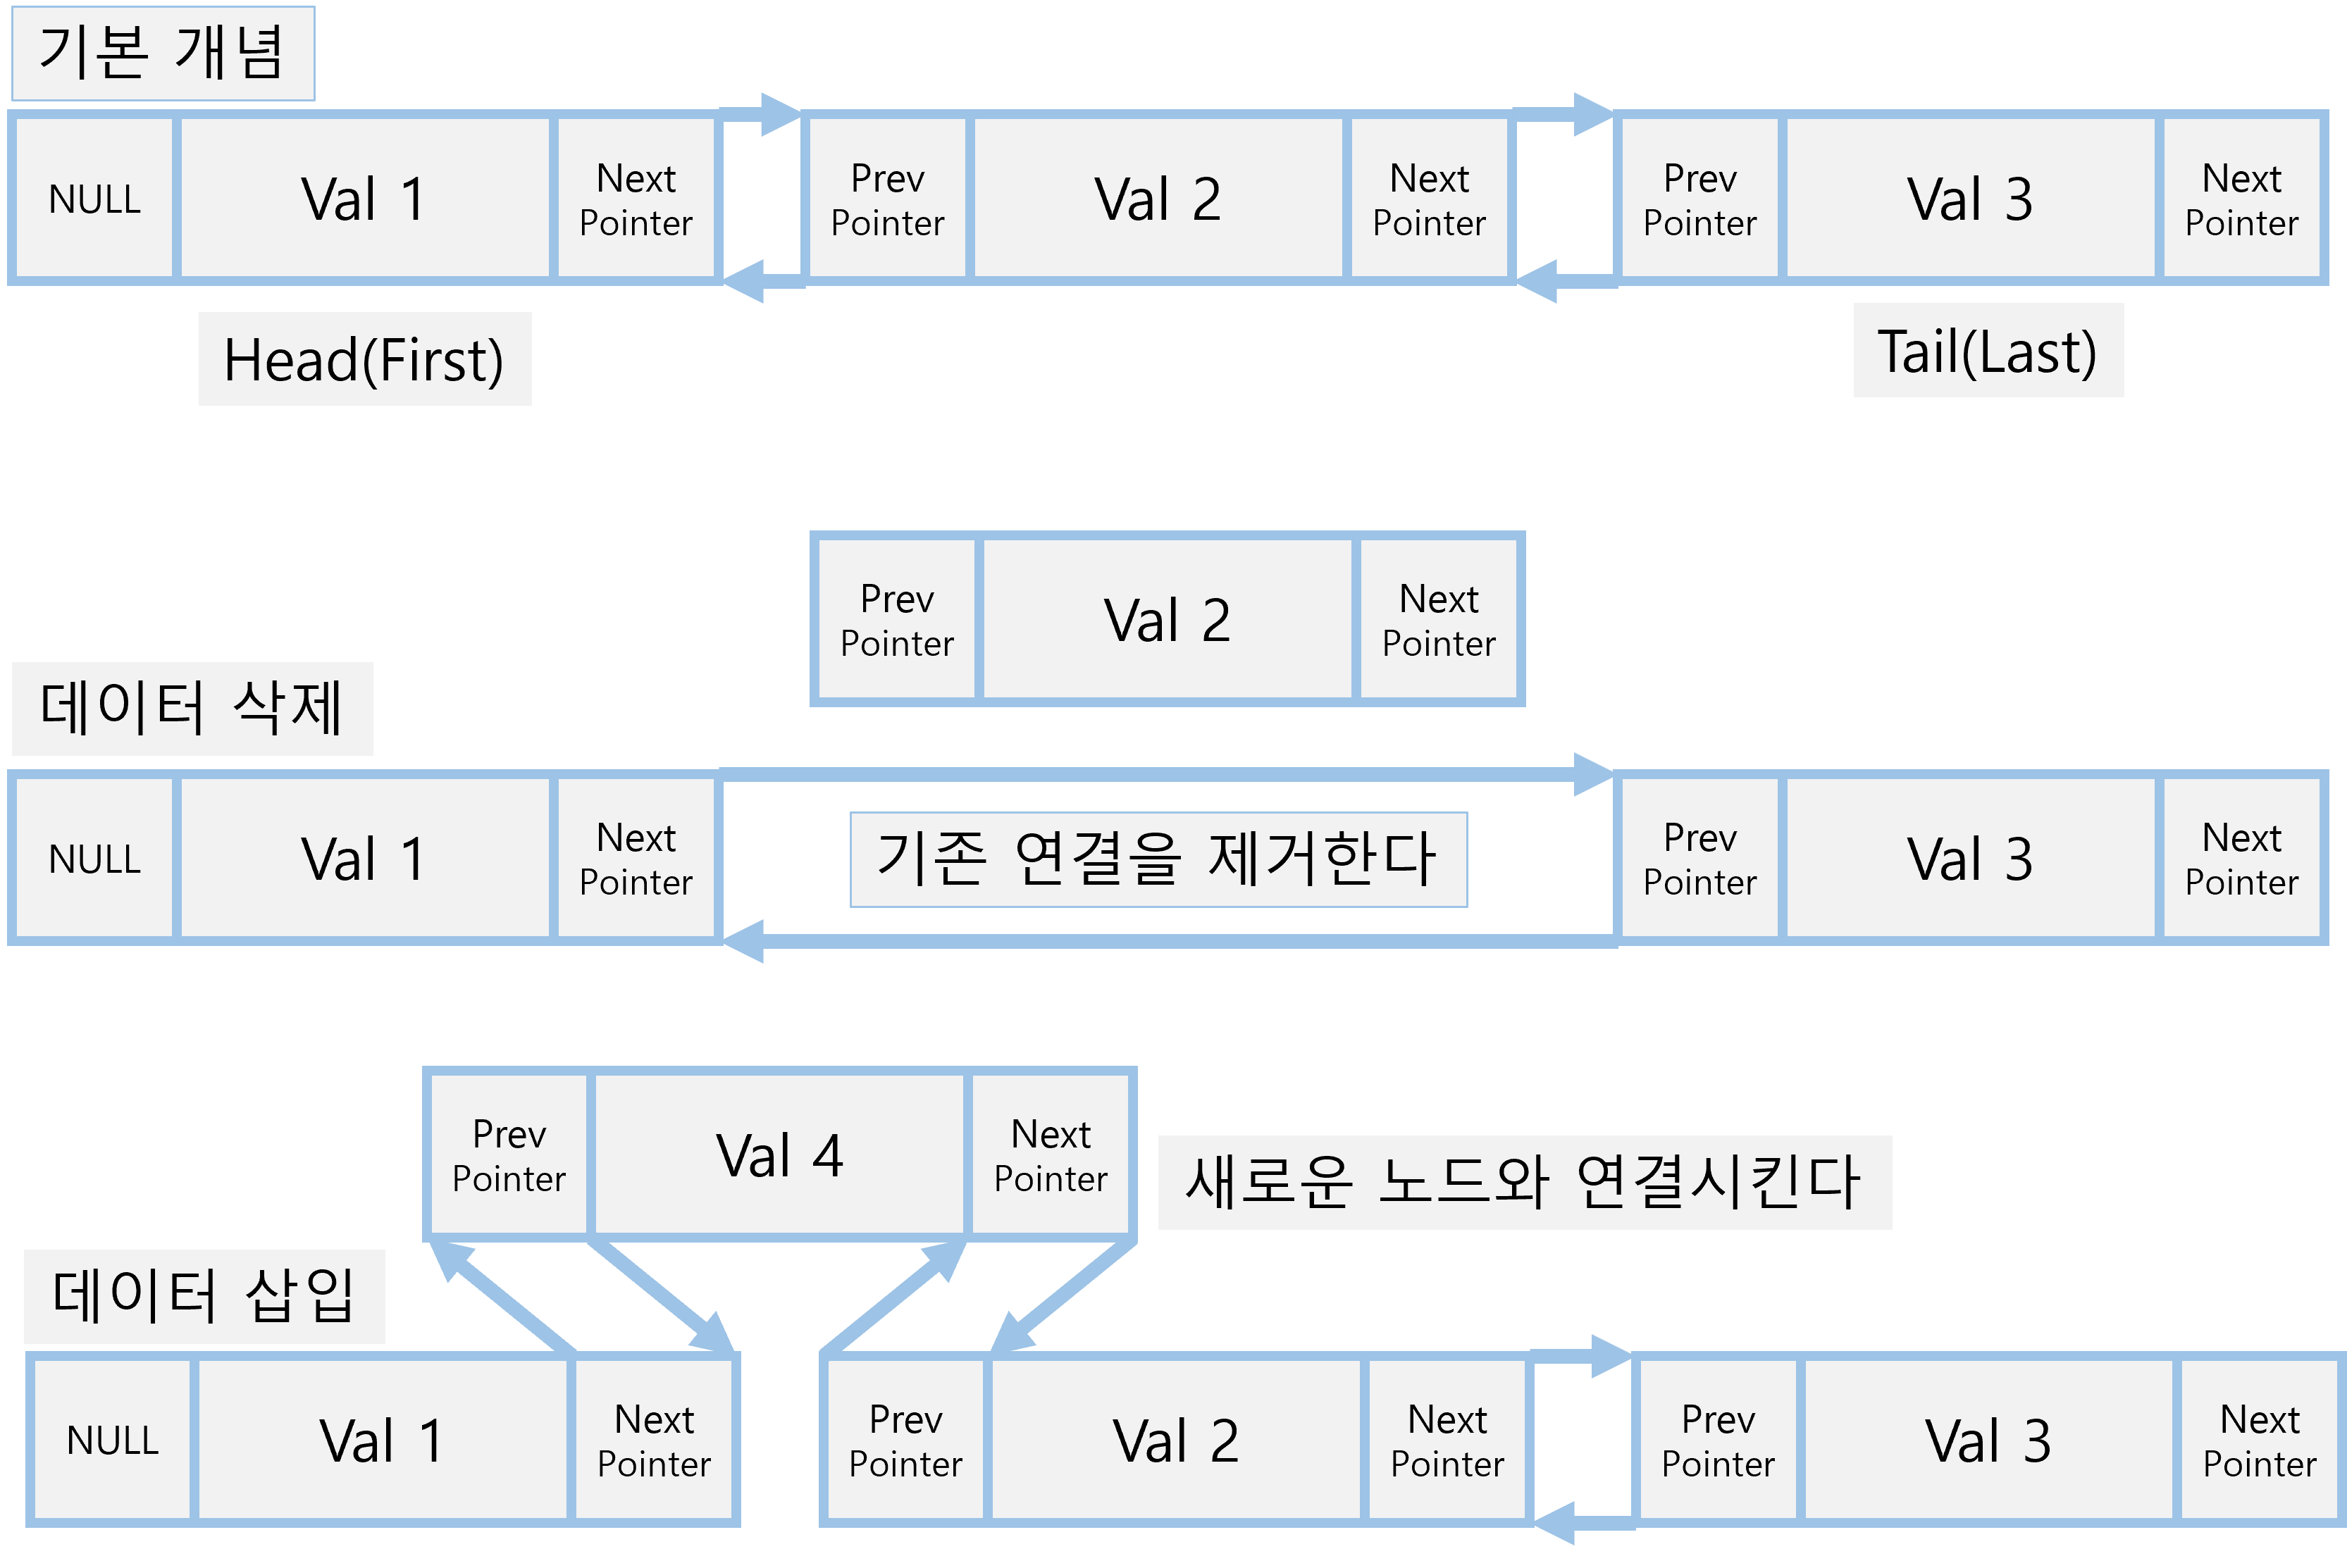 기본 개념
NULL
Val 1
Next
Pointer
Prev
Pointer
Val 2
Next
Pointer
Prev
Pointer
Val 3
Next
Pointer
Head(First)
Tail(Last)
Prev
Pointer
Val 2
Next
Pointer
데이터 삭제
NULL
Val 1
Next
Pointer
기존 연결을 제거한다
Prev
Pointer
Val 3
Next
Pointer
Prev
Pointer
Val 4
Next
Pointer
새로운 노드와 연결시킨다
데이터 삽입
NULL
Val 1
Next
Pointer
Prev
Pointer
Val 2
Next
Pointer
Prev
Pointer
Val 3
Next
Pointer